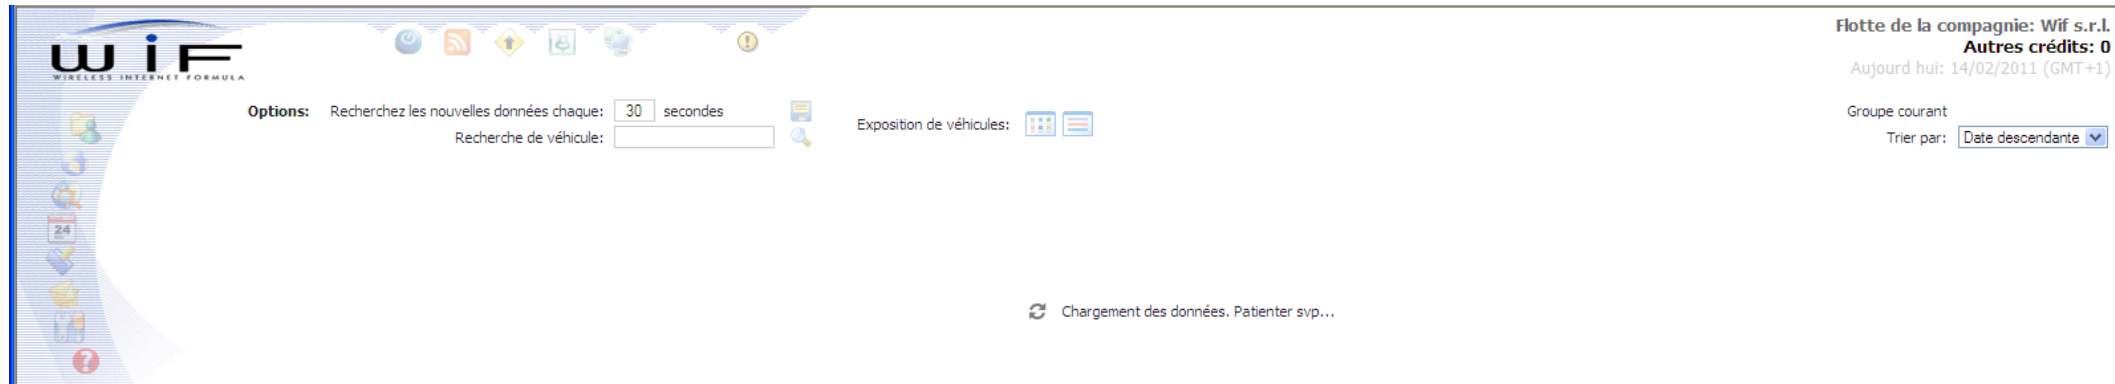 WiF
WIRELESS INTERNET FORMULA
Flotte de la compagnie: Wif s.r.l.
Autres crédits: 0
Aujourd hui: 14/02/2011 (GMT+1)
Options: Recherchez les nouvelles données chaque: 30 secondes
Recherche de véhicule:
Exposition de véhicules:
Groupe courant
Trier par: Date descendante
24
Chargement des données. Patienter svp...
?